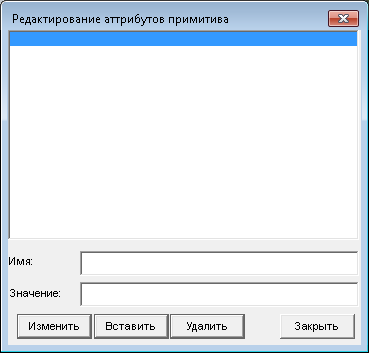 Редактирование аттрибутов примитива
Имя:
Значение:
Изменить Вставить Удалить Закрыть